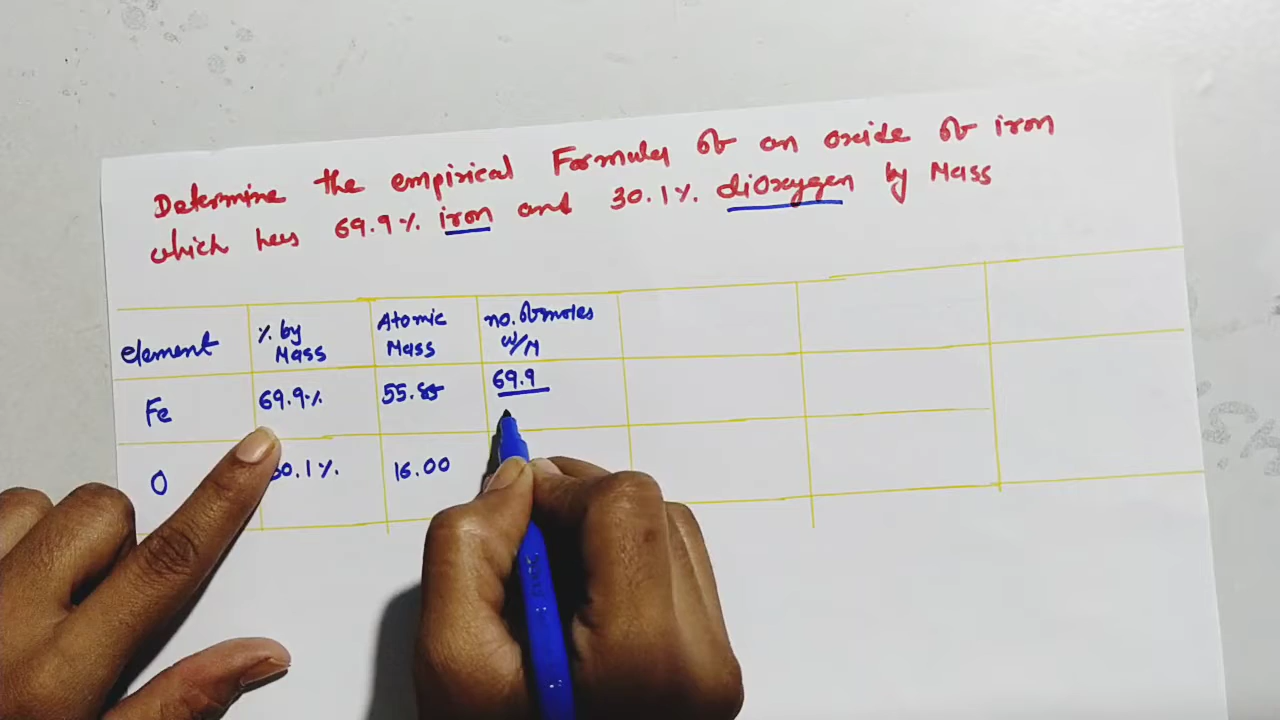 Determine the empirical Formula of an oxide of iron
which has 69.9% iron and 30.1% dioxygen by Mass
element
% by
Mass
Atomic
Mass
no. of moles
w/M
Fe
69.9%
55.85
69.9
O
30.1%
16.00